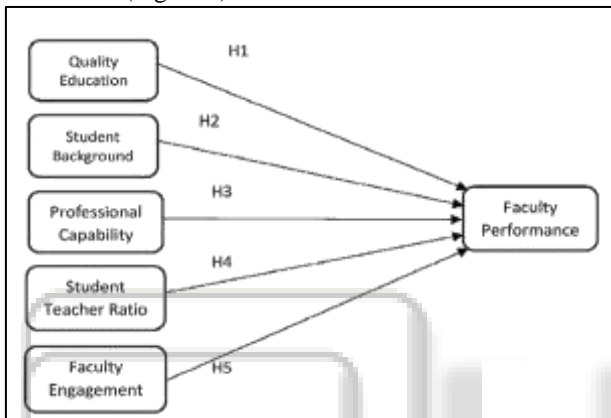 H1
Quality
Education
H2
Student
Background
H3
Professional
Capability
Faculty
Performance
H4
Student
Teacher Ratio
H5
Faculty
Engagement